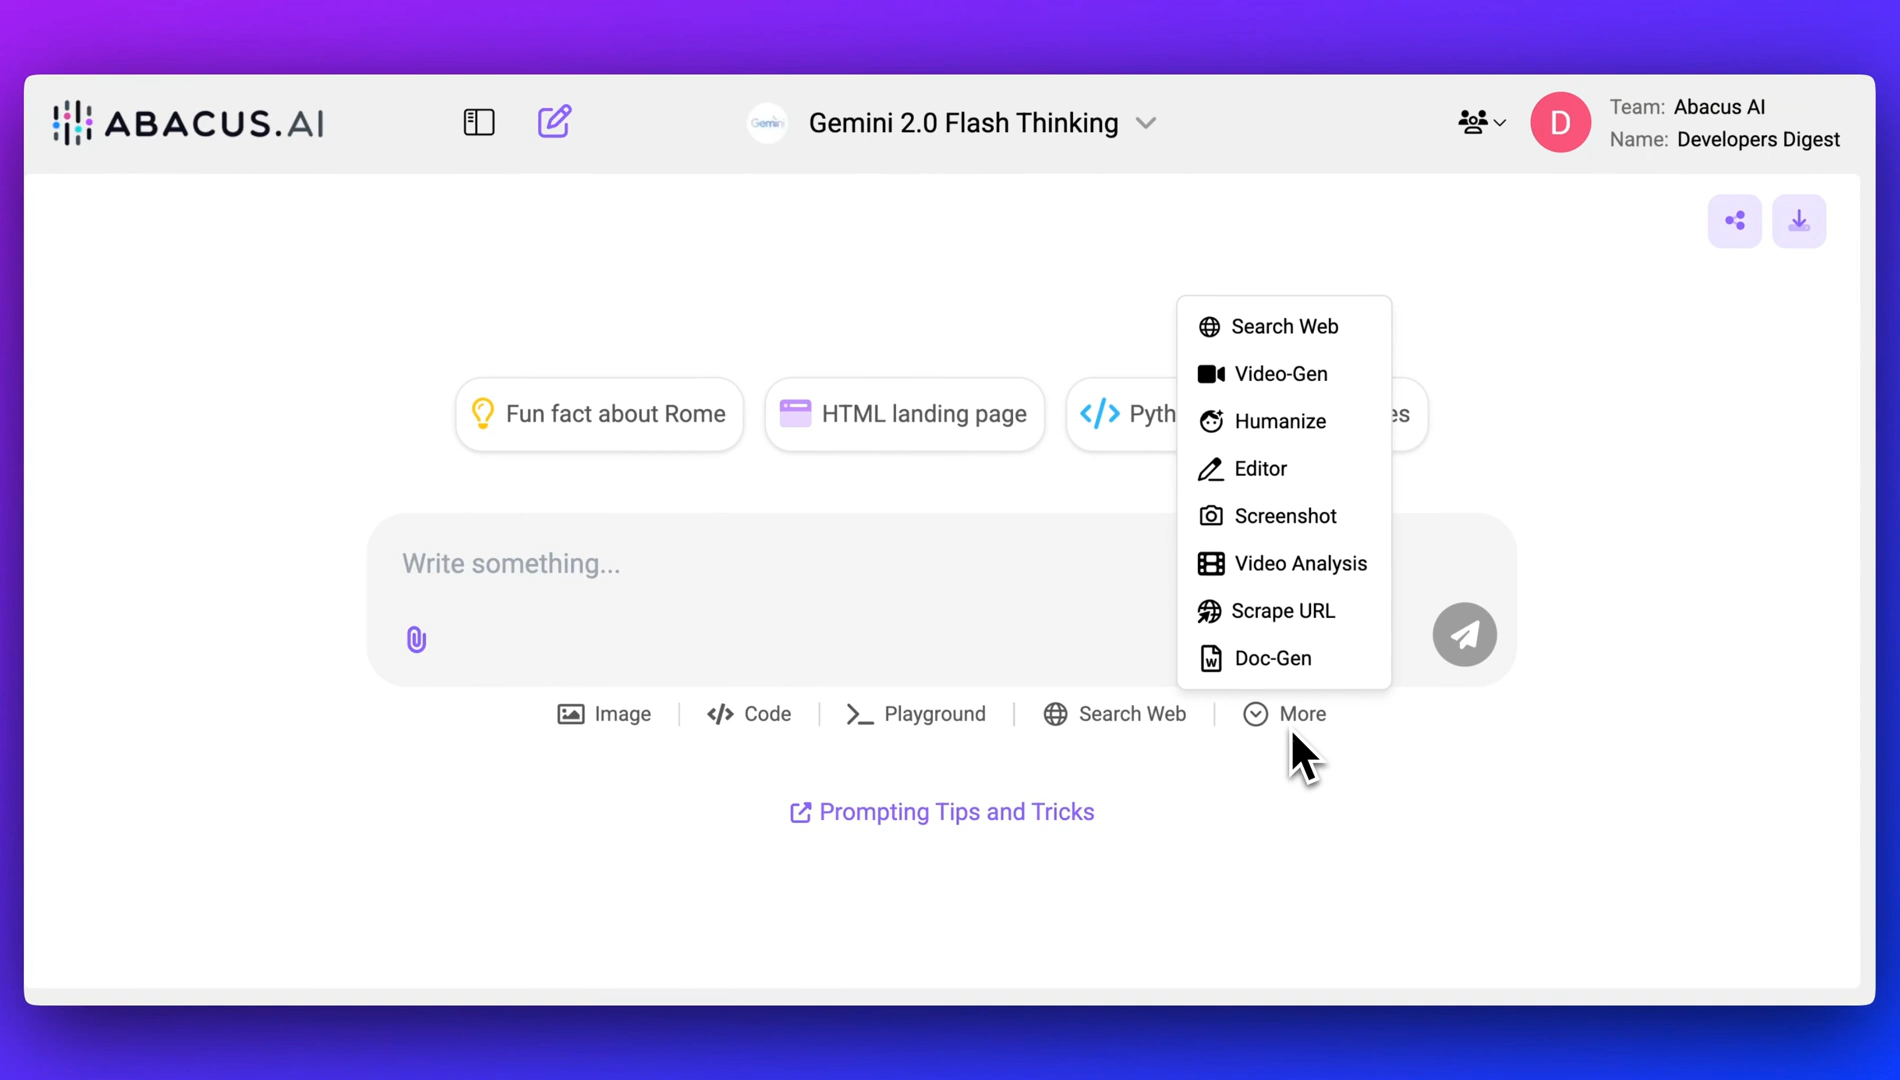 ABACUS.AI
Gemini
Gemini 2.0 Flash Thinking
D
Team: Abacus AI
Name: Developers Digest
Search Web
Video-Gen
Humanize
Editor
Screenshot
Video Analysis
Scrape URL
W Doc-Gen
Fun fact about Rome
HTML landing page
</> Pyth
es
Write something...
Image
</> Code
>_ Playground
Search Web
More
Prompting Tips and Tricks